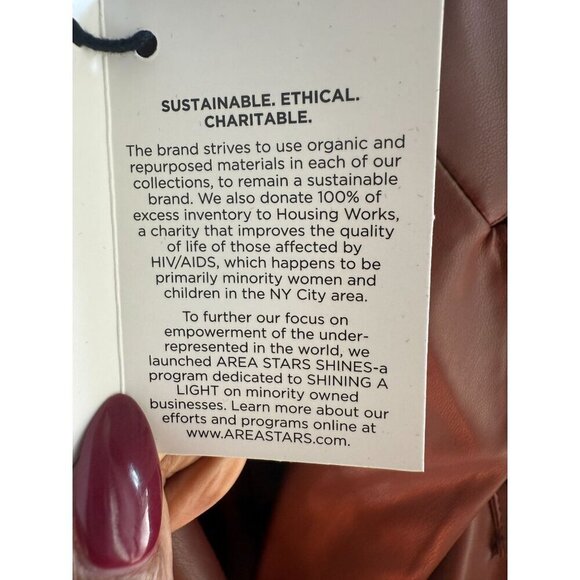 SUSTAINABLE. ETHICAL.
CHARITABLE.
The brand strives to use organic and
repurposed materials in each of our
collections, to remain a sustainable
brand. We also donate 100% of
excess inventory to Housing Works,
a charity that improves the quality
of life of those affected by
HIV/AIDS, which happens to be
primarily minority women and
children in the NY City area.
To further our focus on
empowerment of the under-
represented in the world, we
launched AREA STARS SHINES-a
program dedicated to SHINING A
LIGHT on minority owned
businesses. Learn more about our
efforts and programs online at
www.AREASTARS.com.